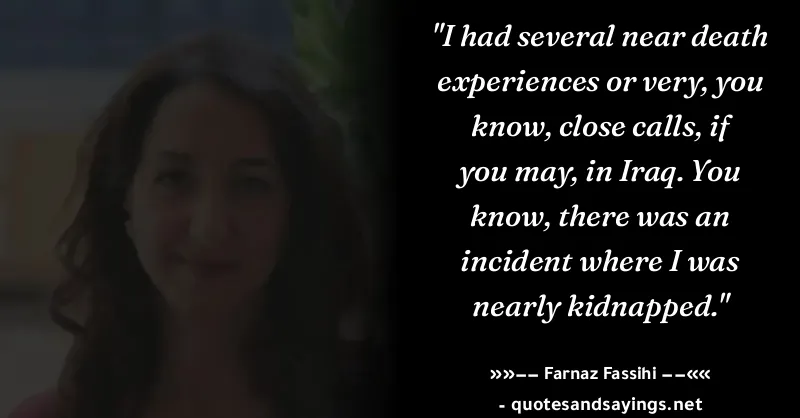 "I had several near death
experiences or very, you
know, close calls, if
you may, in Iraq. You
know, there was an
incident where I was
nearly kidnapped."
»»−− Farnaz Fassihi −−««
- quotesandsayings.net